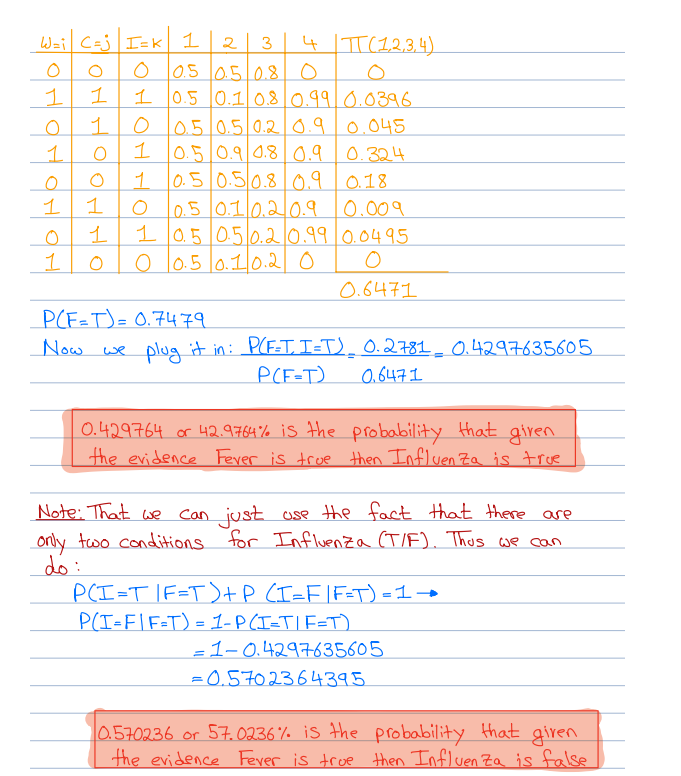 W=i C=j I=K 1 2 3 4 Π(1,2,3,4)
0 0 0 0.5 0.5 0.8 0 0
1 1 1 0.5 0.1 0.8 0.99 0.0396
0 1 0 0.5 0.5 0.2 0.9 0.045
1 0 1 0.5 0.9 0.8 0.9 0.324
0 0 1 0.5 0.5 0.8 0.9 0.18
1 1 0 0.5 0.1 0.2 0.9 0.009
0 1 1 0.5 0.5 0.2 0.99 0.0495
1 0 0 0.5 0.1 0.2 0 0
0.6471
P(F=T)= 0.7479
Now we plug it in: P(F=T, I=T) = 0.2781 = 0.4297635605
P(F=T) 0.6471
0.429764 or 42.9764% is the probability that given
the evidence Fever is true then Influenza is true
Note: That we can just use the fact that there are
only two conditions for Influenza (T/F). Thus we can
do:
P(I=T |F=T)+P (I=F|F=T)=1→
P(I=F|F=T) = 1-P(I=T|F=T)
=1-0.4297635605
=0.5702364395
0.570236 or 57.0236% is the probability that given
the evidence Fever is true then Influenza is false